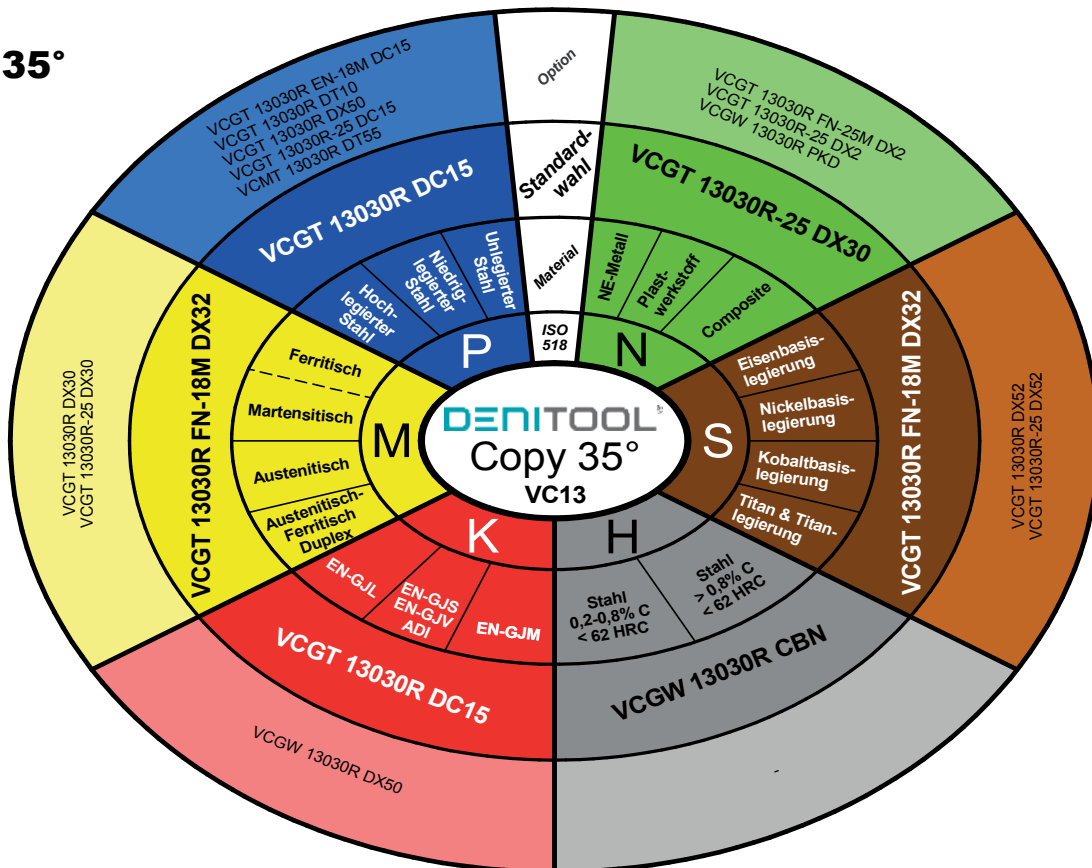 35°
Option
Standard-
wahl
Material
ISO
518
VCGT 13030R EN-18M DC15
VCGT 13030R DT10
VCGT 13030R DX50
VCGT 13030R-25 DC15
VCMT 13030R DT55
VCGT 13030R DC15
Hoch-
legierter
Stahl
Niedrig-
legierter
Stahl
Unlegierter
Stahl
P
VCGT 13030R FN-25M DX2
VCGT 13030R-25 DX2
VCGW 13030R PKD
VCGT 13030R-25 DX30
NE-Metall
Plast-
werkstoff
Composite
N
VCGT 13030R DX30
VCGT 13030R-25 DX30
VCGT 13030R FN-18M DX32
Ferritisch
Martensitisch
Austenitisch
Austenitisch-
Ferritisch
Duplex
M
DENITOOL®
Copy 35°
VC13
S
Eisenbasis-
legierung
Nickelbasis-
legierung
Kobaltbasis-
legierung
Titan & Titan-
legierung
VCGT 13030R FN-18M DX32
VCGT 13030R DX52
VCGT 13030R-25 DX52
K
EN-GJL
EN-GJS
EN-GJV
ADI
EN-GJM
VCGT 13030R DC15
VCGW 13030R DX50
H
Stahl
0,2-0,8% C
< 62 HRC
Stahl
> 0,8% C
< 62 HRC
VCGW 13030R CBN
-